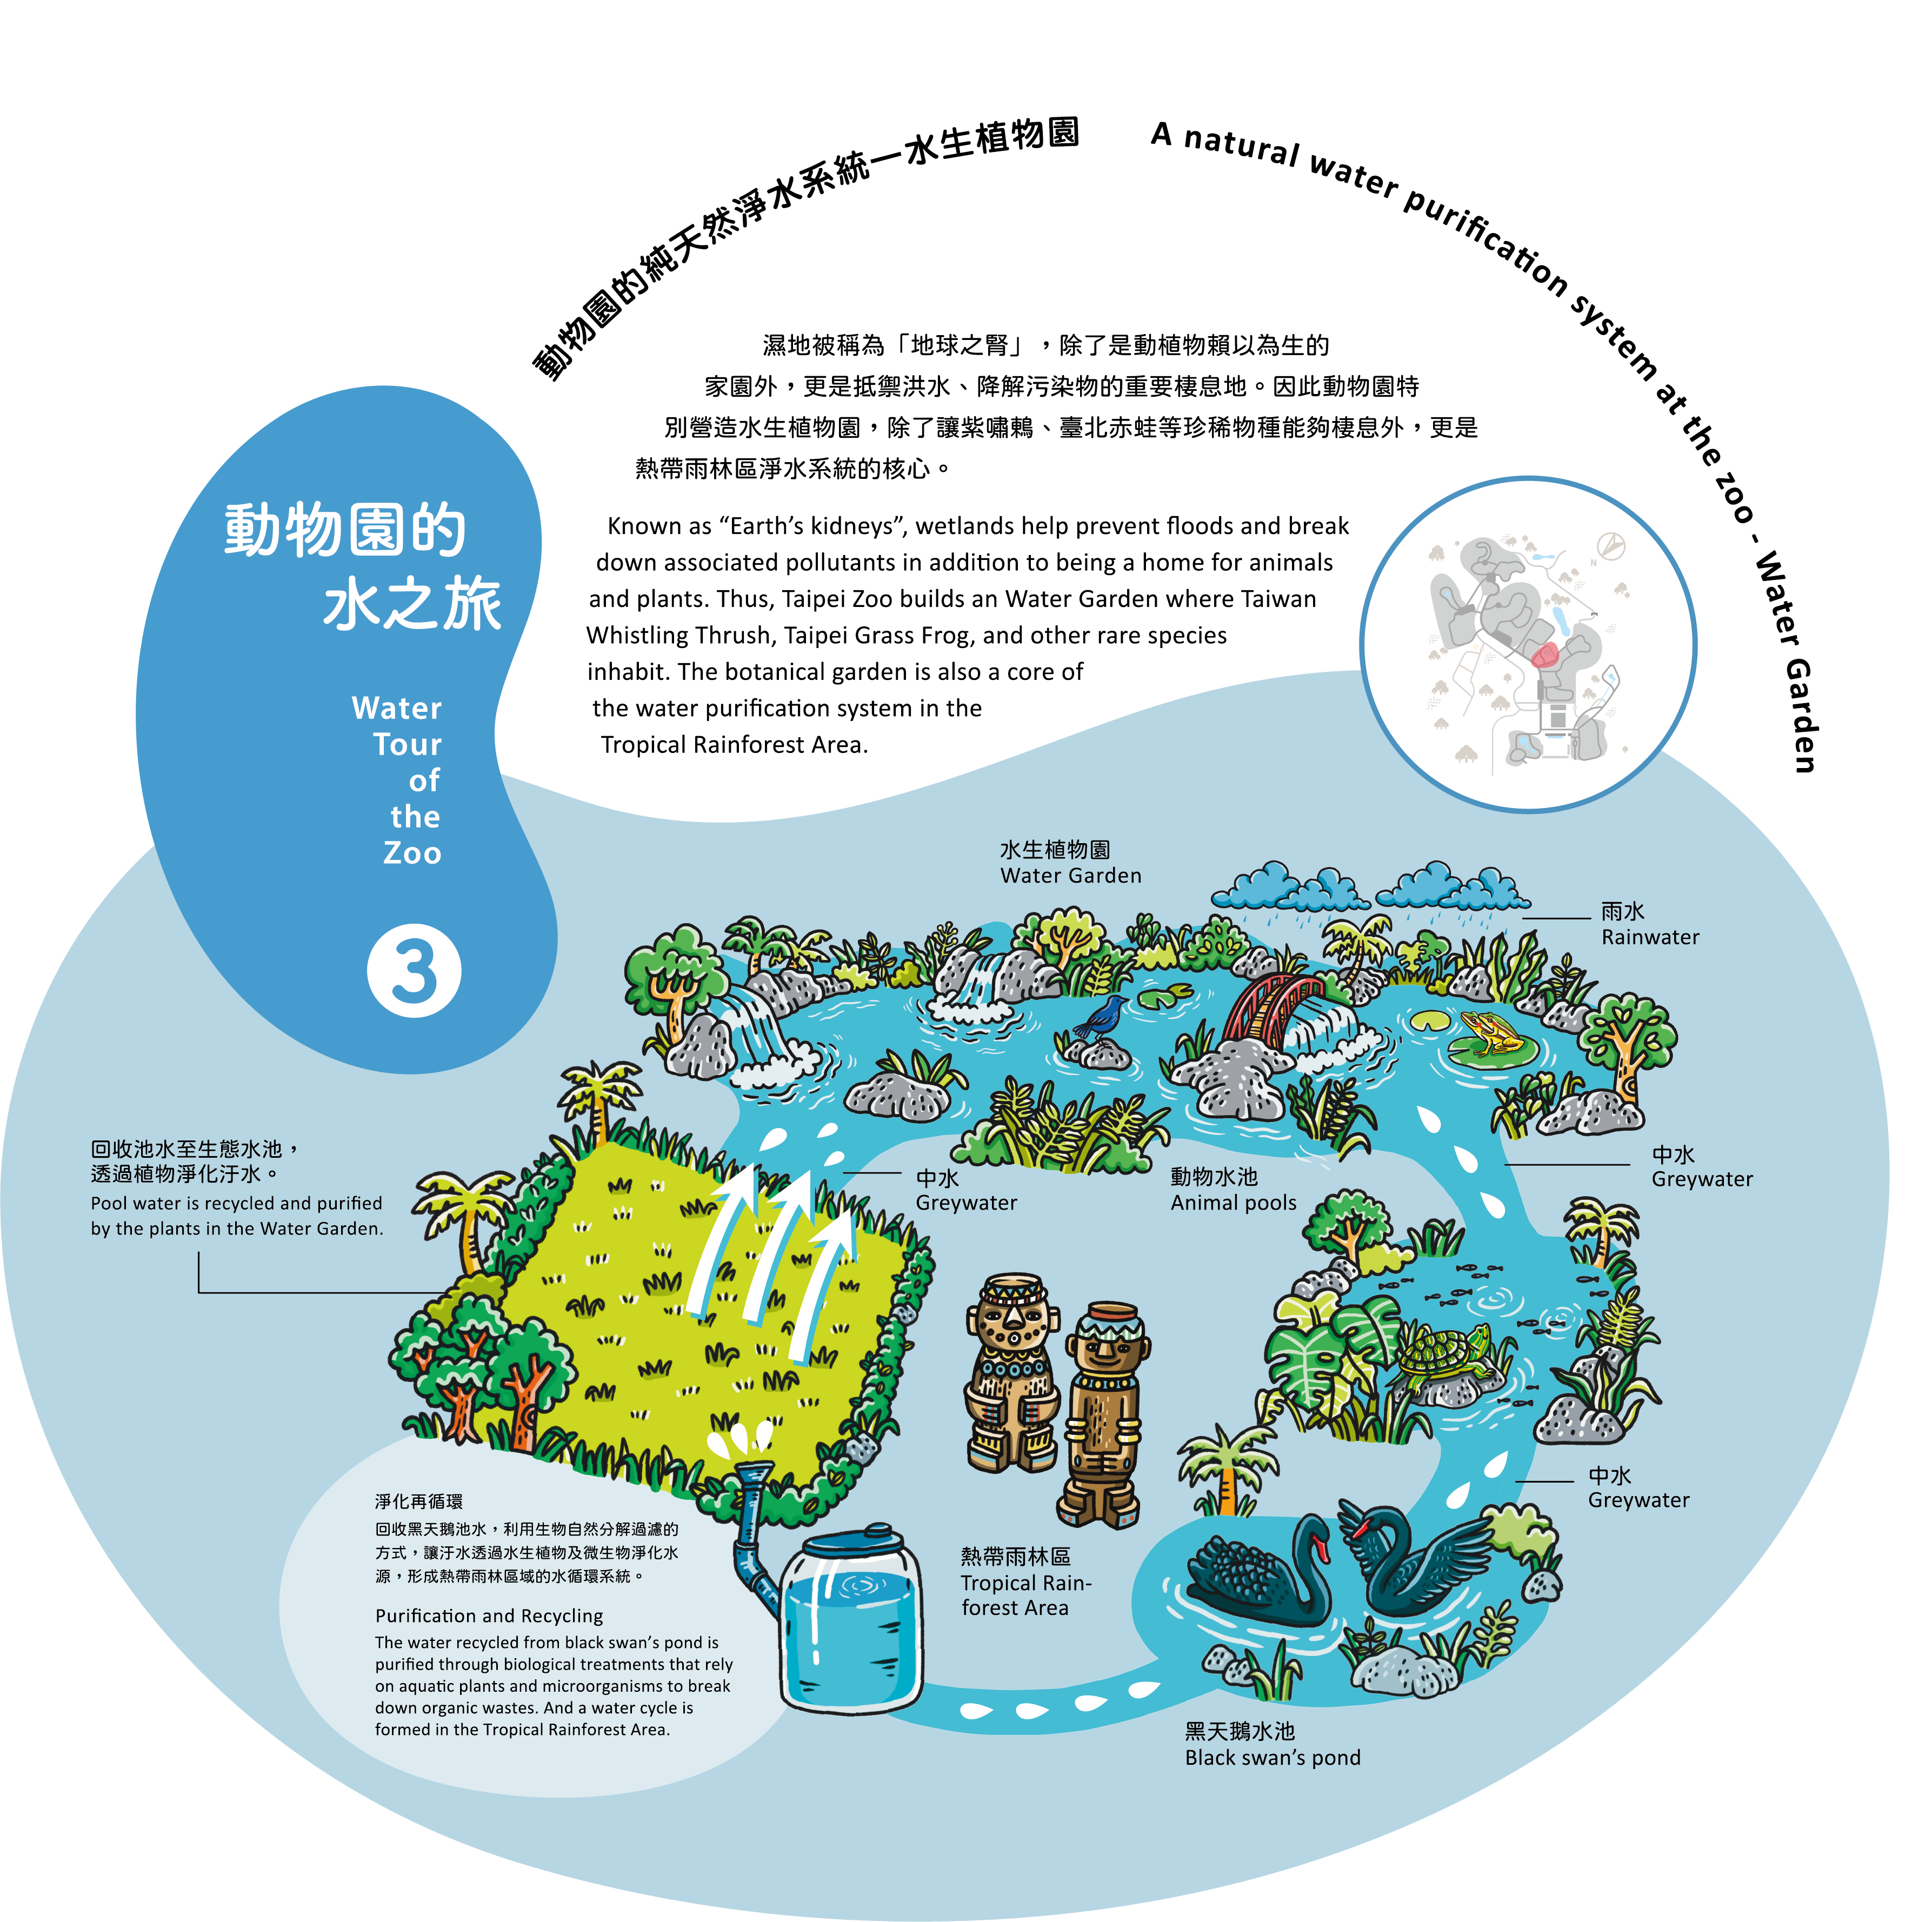 動物園的純天然淨水系統—水生植物園
A natural water purification system at the zoo - Water Garden
濕地被稱為「地球之腎」，除了是動植物賴以為生的
家園外，更是抵禦洪水、降解污染物的重要棲息地。因此動物園特
別營造水生植物園，除了讓紫嘯鶇、臺北赤蛙等珍稀物種能夠棲息外，更是
熱帶雨林區淨水系統的核心。
Known as “Earth’s kidneys”, wetlands help prevent floods and break
down associated pollutants in addition to being a home for animals
and plants. Thus, Taipei Zoo builds an Water Garden where Taiwan
Whistling Thrush, Taipei Grass Frog, and other rare species
inhabit. The botanical garden is also a core of
the water purification system in the
Tropical Rainforest Area.
動物園的
水之旅
Water
Tour
of
the
Zoo
3
N
水生植物園
Water Garden
雨水
Rainwater
回收池水至生態水池，
透過植物淨化汙水。
Pool water is recycled and purified
by the plants in the Water Garden.
中水
Greywater
動物水池
Animal pools
中水
Greywater
中水
Greywater
淨化再循環
回收黑天鵝池水，利用生物自然分解過濾的
方式，讓汙水透過水生植物及微生物淨化水
源，形成熱帶雨林區域的水循環系統。
Purification and Recycling
The water recycled from black swan’s pond is
purified through biological treatments that rely
on aquatic plants and microorganisms to break
down organic wastes. And a water cycle is
formed in the Tropical Rainforest Area.
熱帶雨林區
Tropical Rain-
forest Area
黑天鵝水池
Black swan’s pond